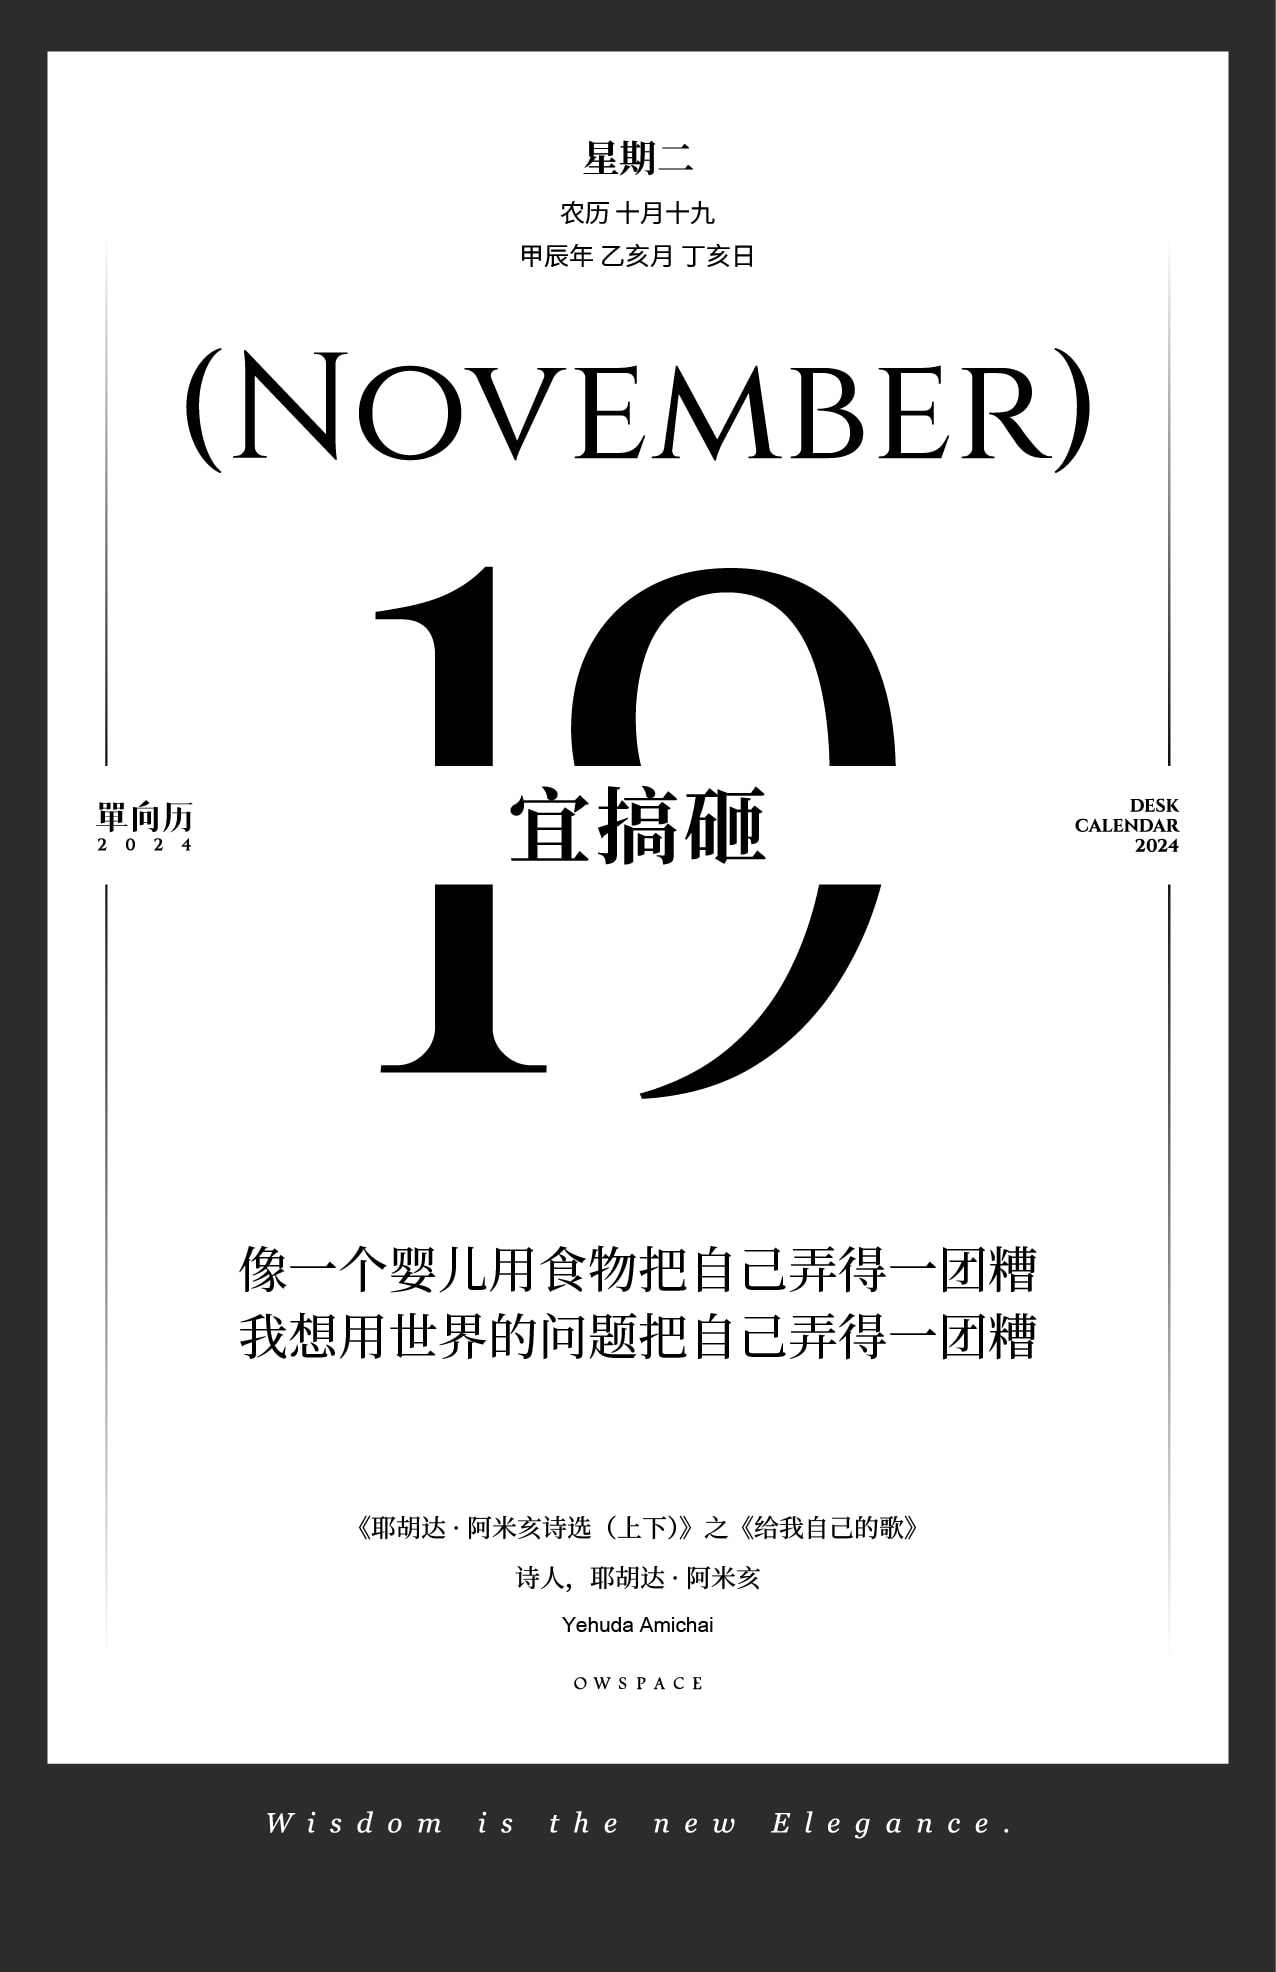 星期二
农历 十月十九
甲辰年 乙亥月 丁亥日
(NOVEMBER)
19
單向历
2024
宜搞砸
DESK
CALENDAR
2024
像一个婴儿用食物把自己弄得一团糟
我想用世界的问题把自己弄得一团糟
《耶胡达·阿米亥诗选（上下）》之《给我自己的歌》
诗人，耶胡达·阿米亥
Yehuda Amichai
OWSPACE
Wisdom is the new Elegance.